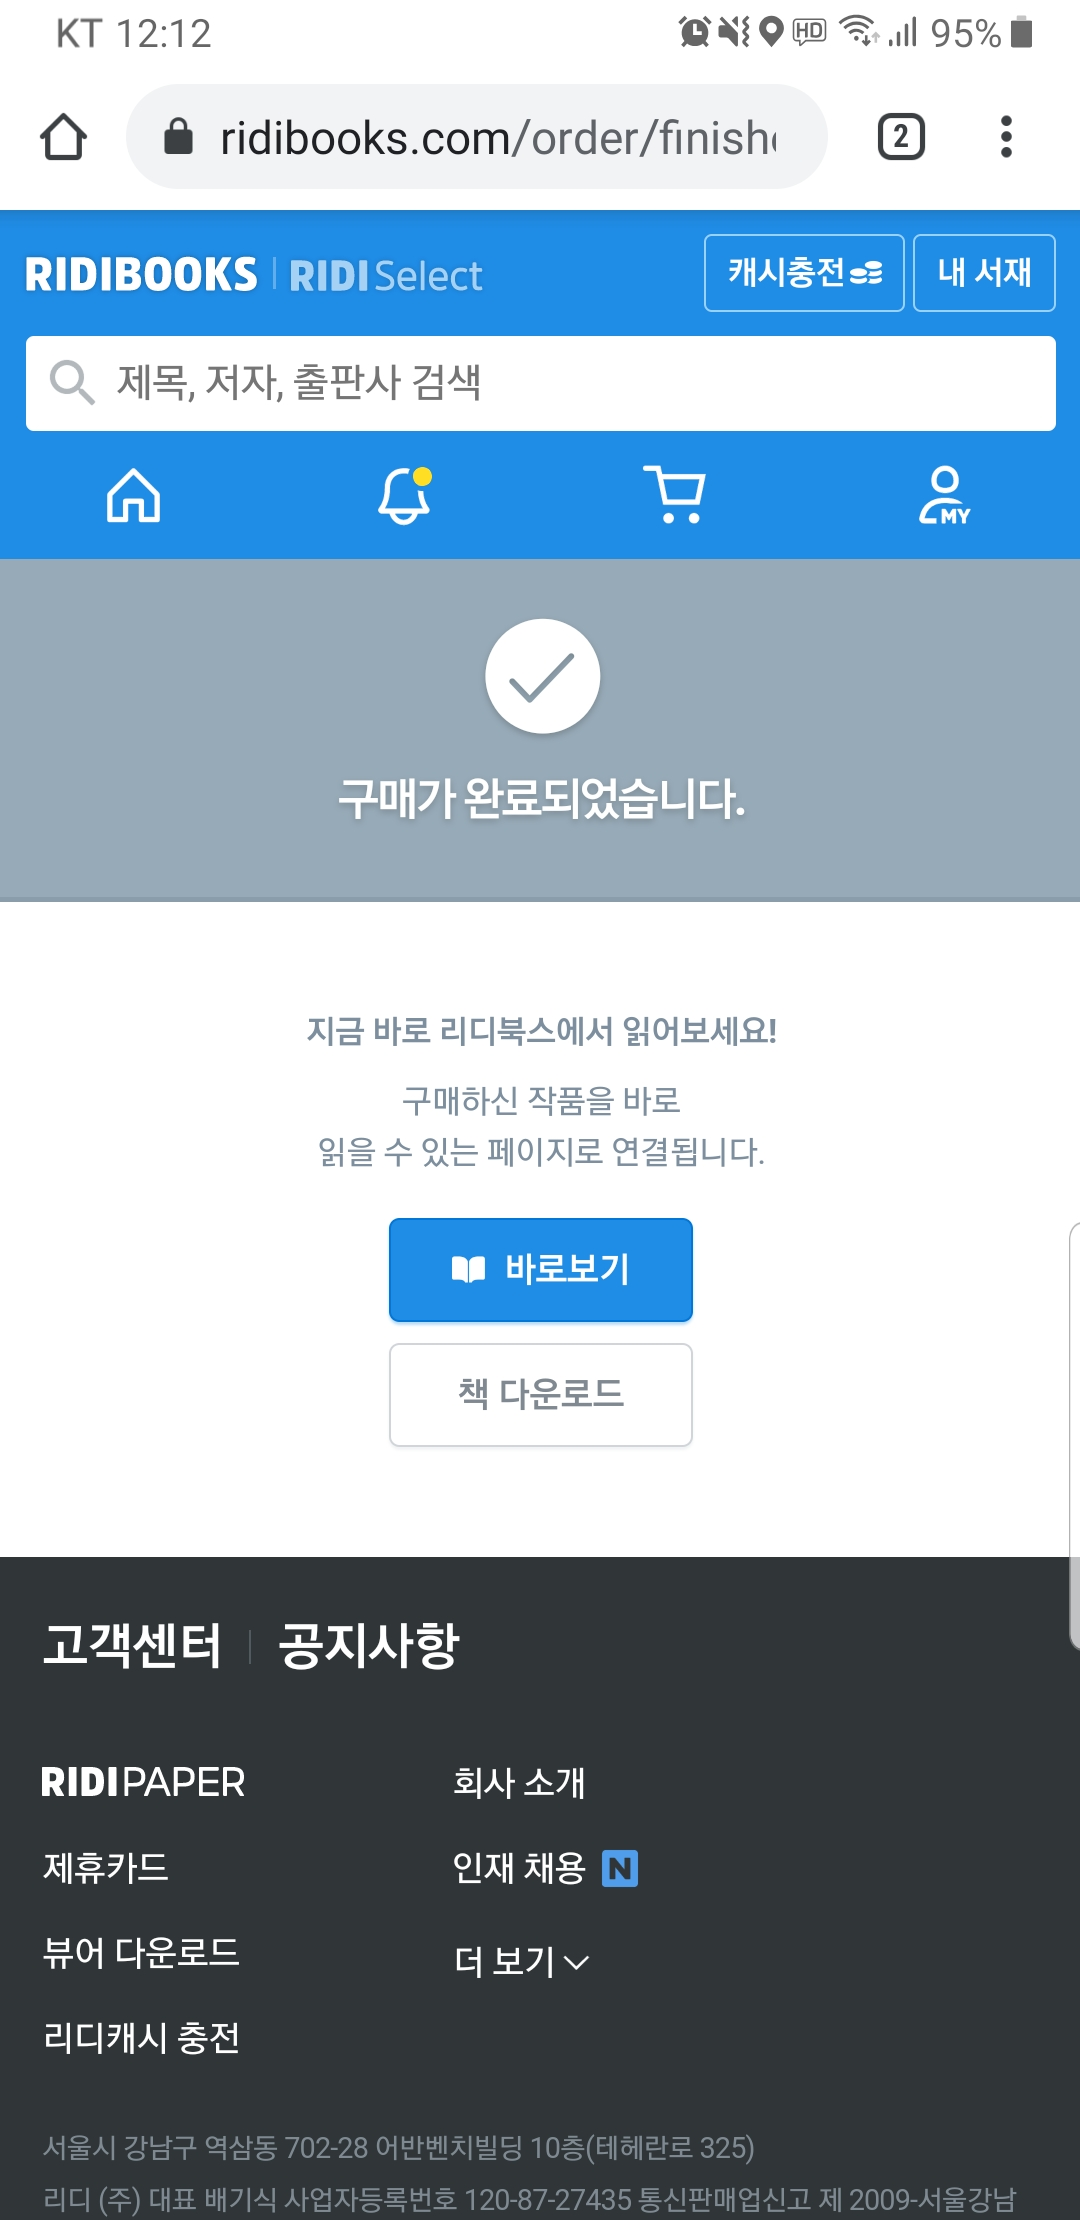 KT 12:12 HD 95%
ridibooks.com/order/finish
2
RIDIBOOKS RIDI Select 캐시충전 내 서재
제목, 저자, 출판사 검색
MY
구매가 완료되었습니다.
지금 바로 리디북스에서 읽어보세요!
구매하신 작품을 바로
읽을 수 있는 페이지로 연결됩니다.
바로보기
책 다운로드
고객센터 공지사항
RIDIPAPER 회사 소개
제휴카드 인재 채용 N
뷰어 다운로드 더 보기
리디캐시 충전
서울시 강남구 역삼동 702-28 어반벤치빌딩 10층(테헤란로 325)
리디 (주) 대표 배기식 사업자등록번호 120-87-27435 통신판매업신고 제 2009-서울강남